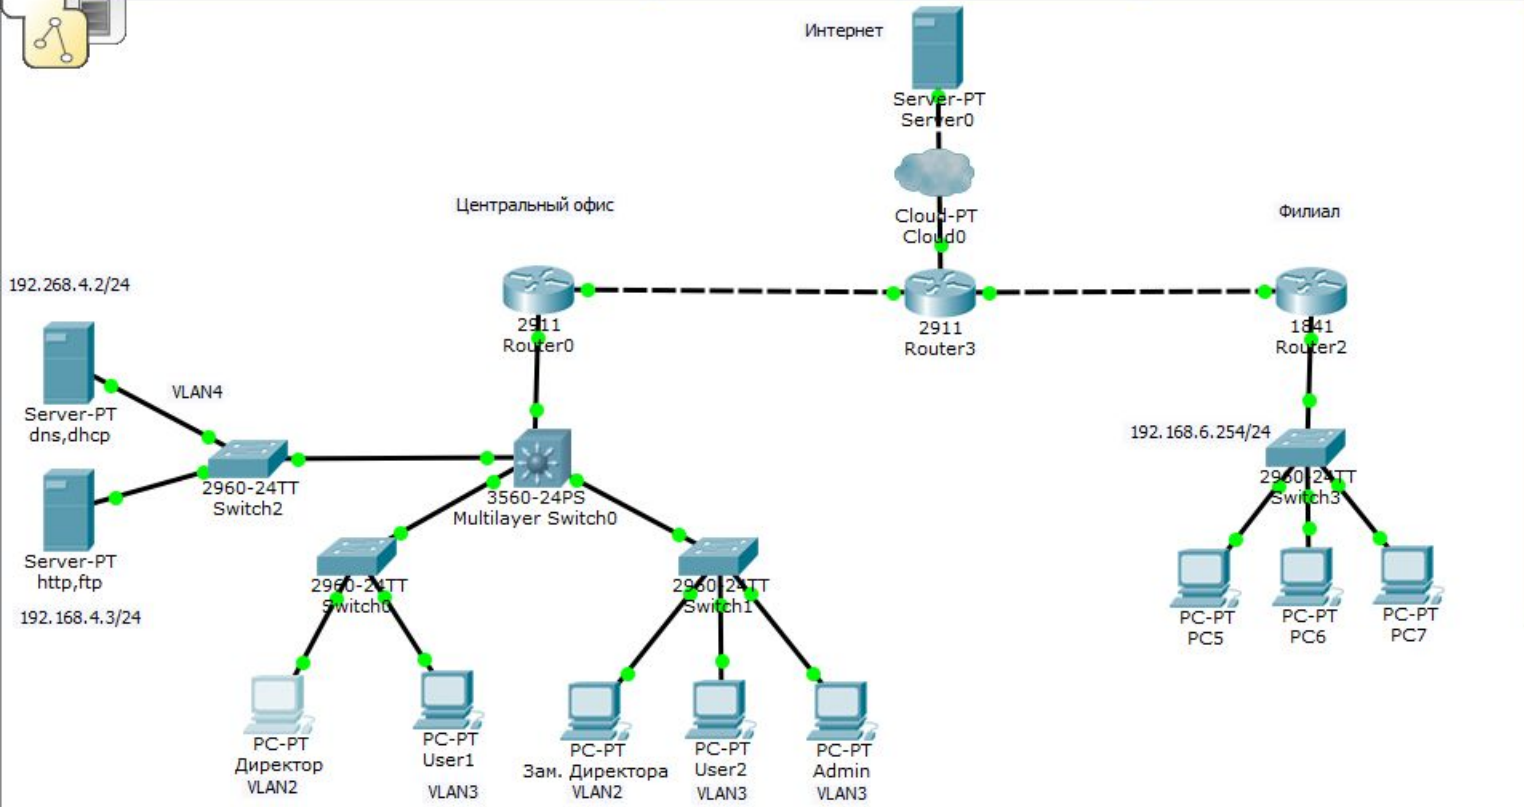 Интернет
Server-PT
Server0
Cloud-PT
Cloud0
Центральный офис
Филиал
192.268.4.2/24
2911
Router0
2911
Router3
1841
Router2
VLAN4
Server-PT
dns,dhcp
192.168.6.254/24
2960-24TT
Switch2
3560-24PS
Multilayer Switch0
2960-24TT
Switch3
Server-PT
http,ftp
192.168.4.3/24
2960-24TT
Switch0
2960-24TT
Switch1
PC-PT
PC5
PC-PT
PC6
PC-PT
PC7
PC-PT
Директор
VLAN2
PC-PT
User1
VLAN3
PC-PT
Зам. Директора
VLAN2
PC-PT
User2
VLAN3
PC-PT
Admin
VLAN3